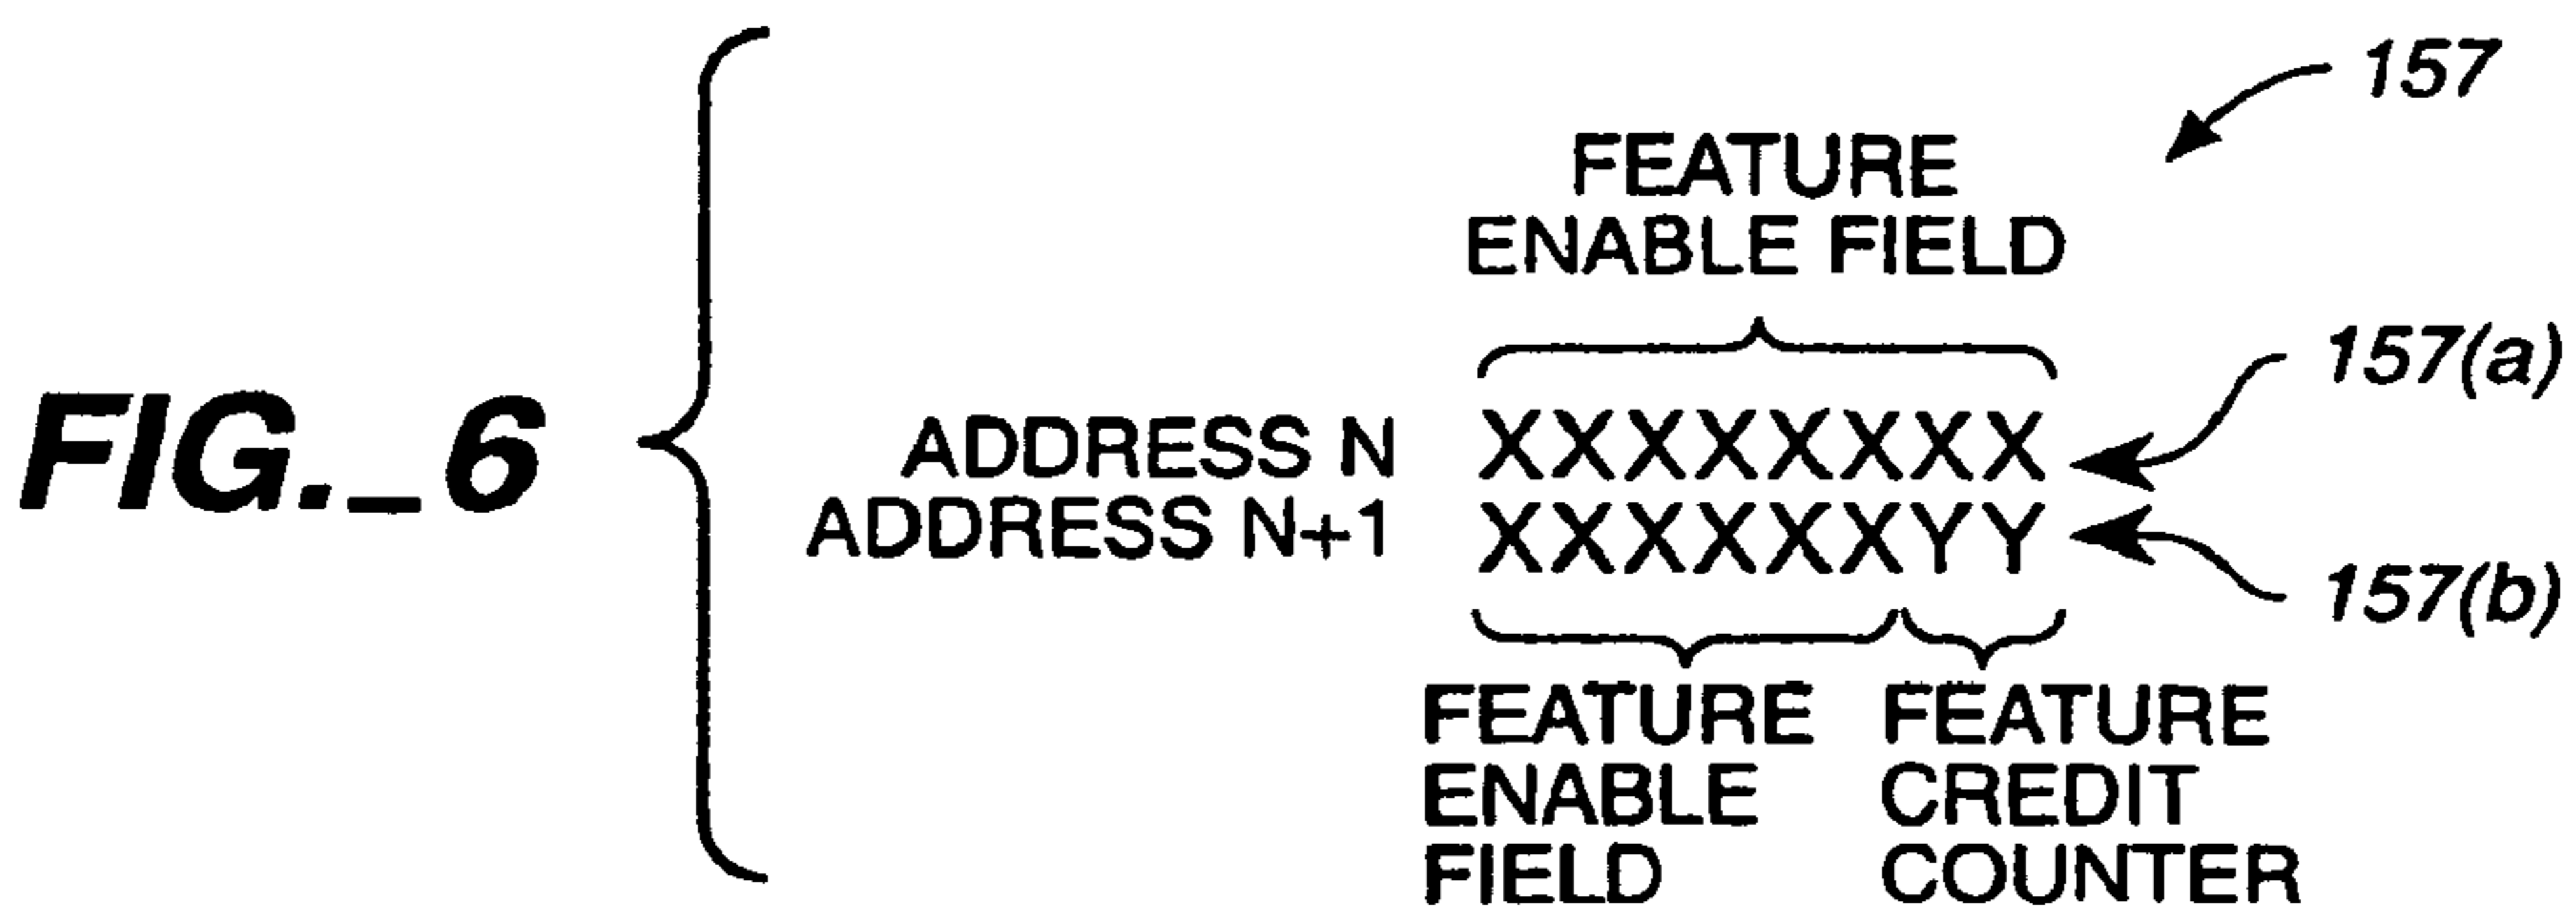 157
FEATURE
ENABLE FIELD
157(a)
ADDRESS N XXXXXXXX
ADDRESS N+1 XXXXXXYY
157(b)
FIG._6
FEATURE FEATURE
ENABLE CREDIT
FIELD COUNTER